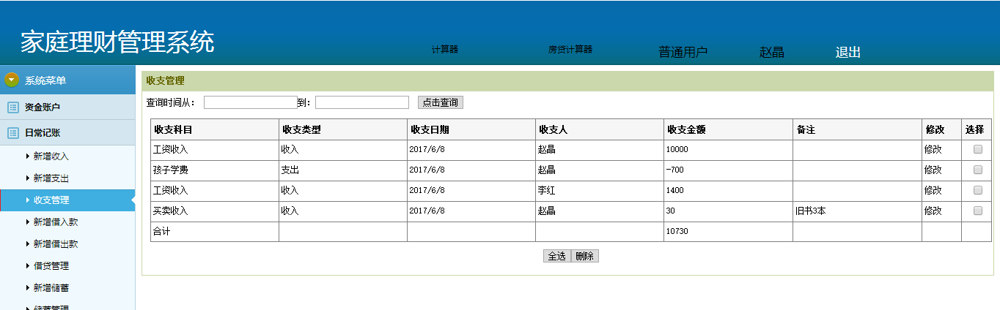 家庭理财管理系统
计算器 房贷计算器 普通用户 赵晶 退出
系统菜单
资金账户
日常记账
新增收入
新增支出
收支管理
新增借入款
新增借出款
借贷管理
新增储蓄
储蓄管理
收支管理
查询时间从： 到： 点击查询
收支科目 收支类型 收支日期 收支人 收支金额 备注 修改 选择
工资收入 收入 2017/6/8 赵晶 10000 修改
孩子学费 支出 2017/6/8 赵晶 -700 修改
工资收入 收入 2017/6/8 李红 1400 修改
买卖收入 收入 2017/6/8 赵晶 30 旧书3本 修改
合计 10730
全选 删除